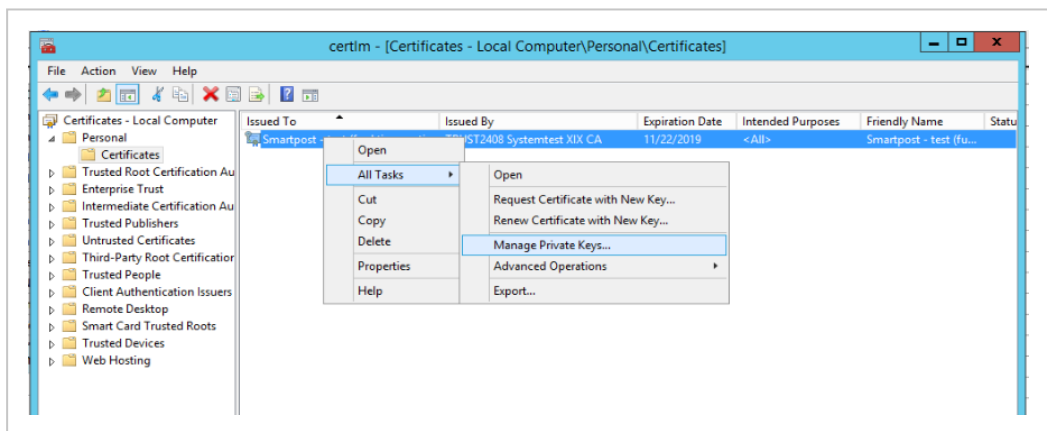 certlm - [Certificates - Local Computer\Personal\Certificates]
File Action View Help
Certificates - Local Computer
Personal
Certificates
Trusted Root Certification Au
Enterprise Trust
Intermediate Certification Au
Trusted Publishers
Untrusted Certificates
Third-Party Root Certification
Trusted People
Client Authentication Issuers
Remote Desktop
Smart Card Trusted Roots
Trusted Devices
Web Hosting
Issued To Issued By Expiration Date Intended Purposes Friendly Name Statu
Smartpost - Systemtest XIX CA 11/22/2019 <All> Smartpost - test (fu...
Open
All Tasks
Cut
Copy
Delete
Properties
Help
Open
Request Certificate with New Key...
Renew Certificate with New Key...
Manage Private Keys...
Advanced Operations
Export...